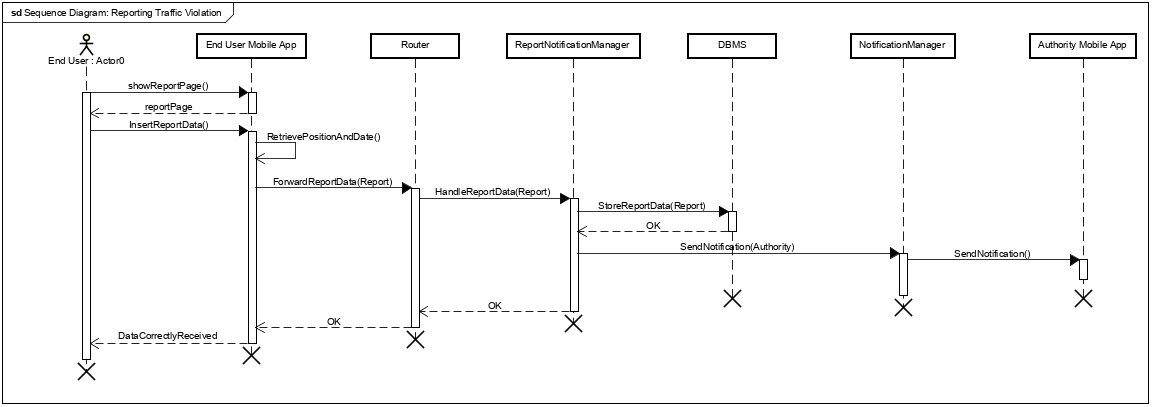 sd Sequence Diagram: Reporting Traffic Violation
End User : Actor0
End User Mobile App
Router
ReportNotificationManager
DBMS
NotificationManager
Authority Mobile App
showReportPage()
reportPage
InsertReportData()
RetrievePositionAndDate()
ForwardReportData(Report)
HandleReportData(Report)
StoreReportData(Report)
OK
SendNotification(Authority)
SendNotification()
OK
OK
DataCorrectlyReceived